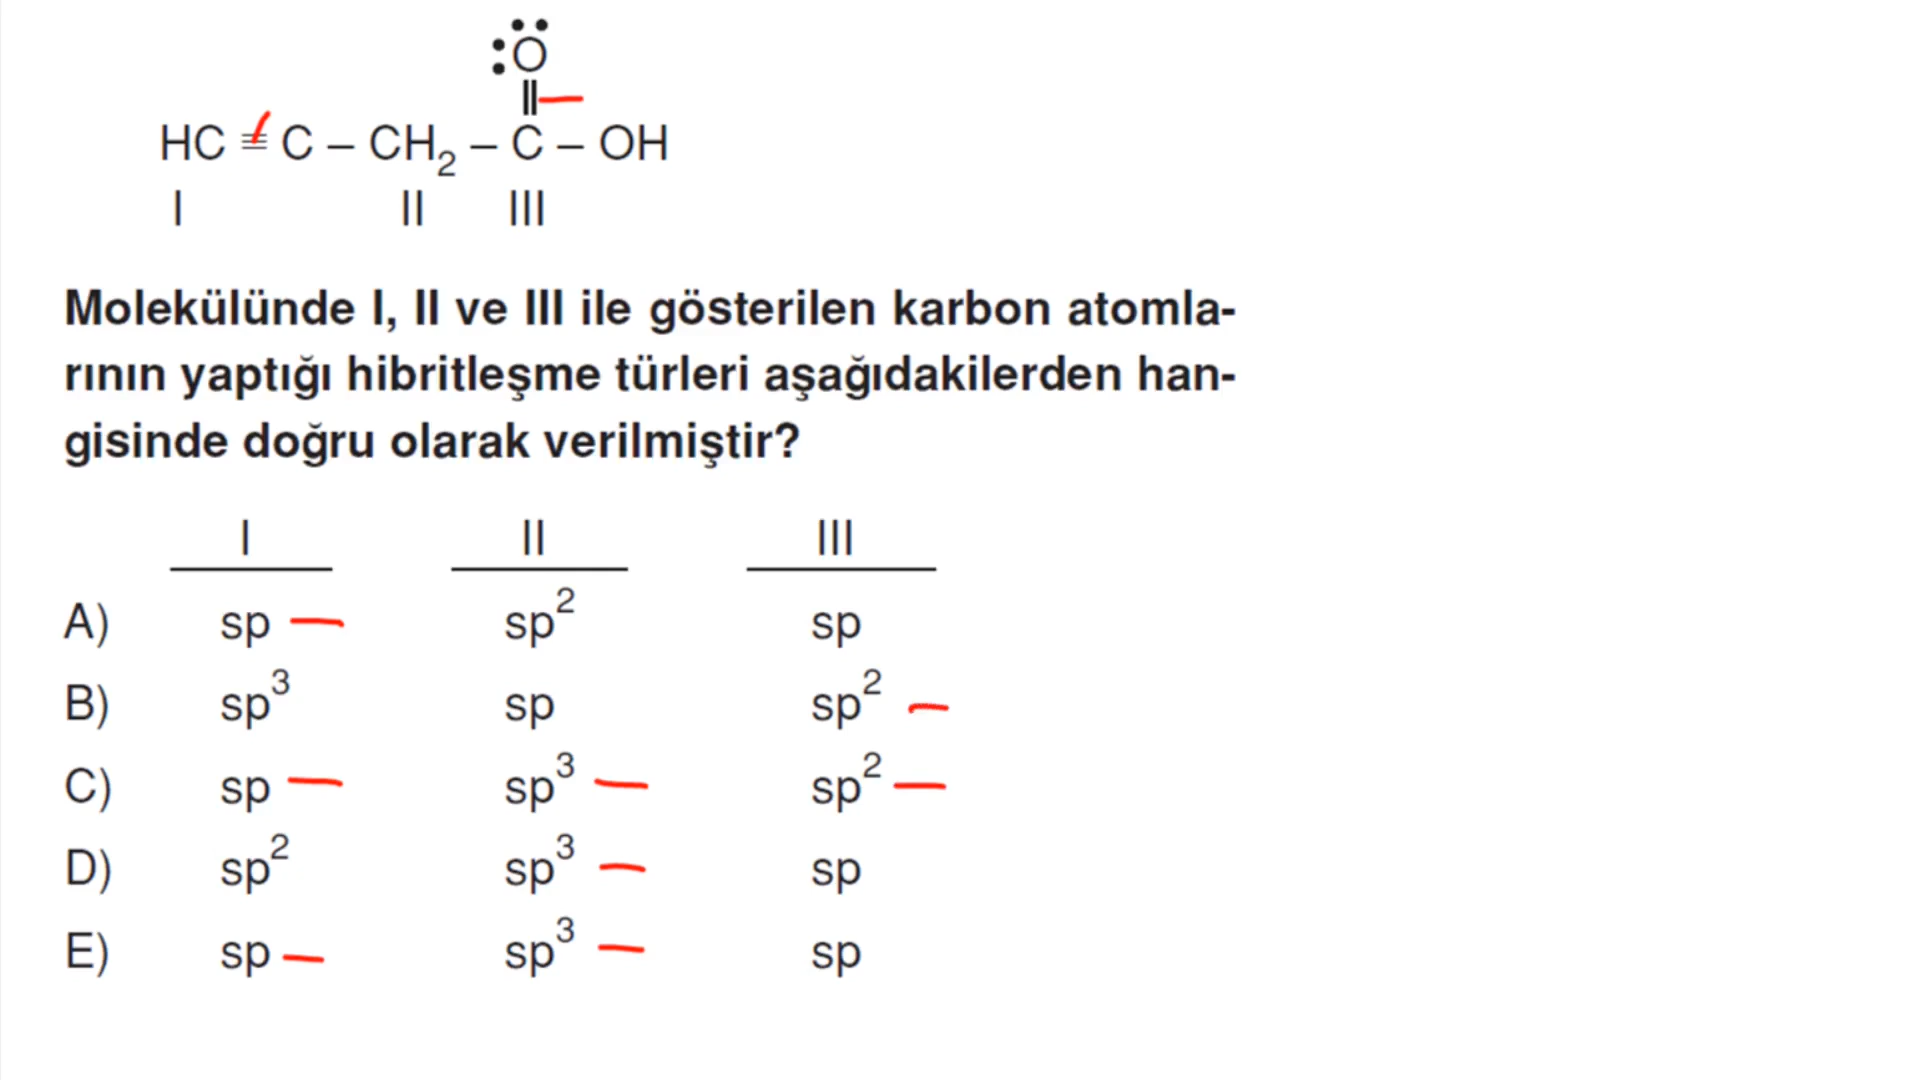 :Ö
||
HC ≡ C – CH₂ – C – OH
I II III
Molekülünde I, II ve III ile gösterilen karbon atomla-
rının yaptığı hibritleşme türleri aşağıdakilerden han-
gisinde doğru olarak verilmiştir?
I II III
A) sp sp² sp
B) sp³ sp sp²
C) sp sp³ sp²
D) sp² sp³ sp
E) sp sp³ sp